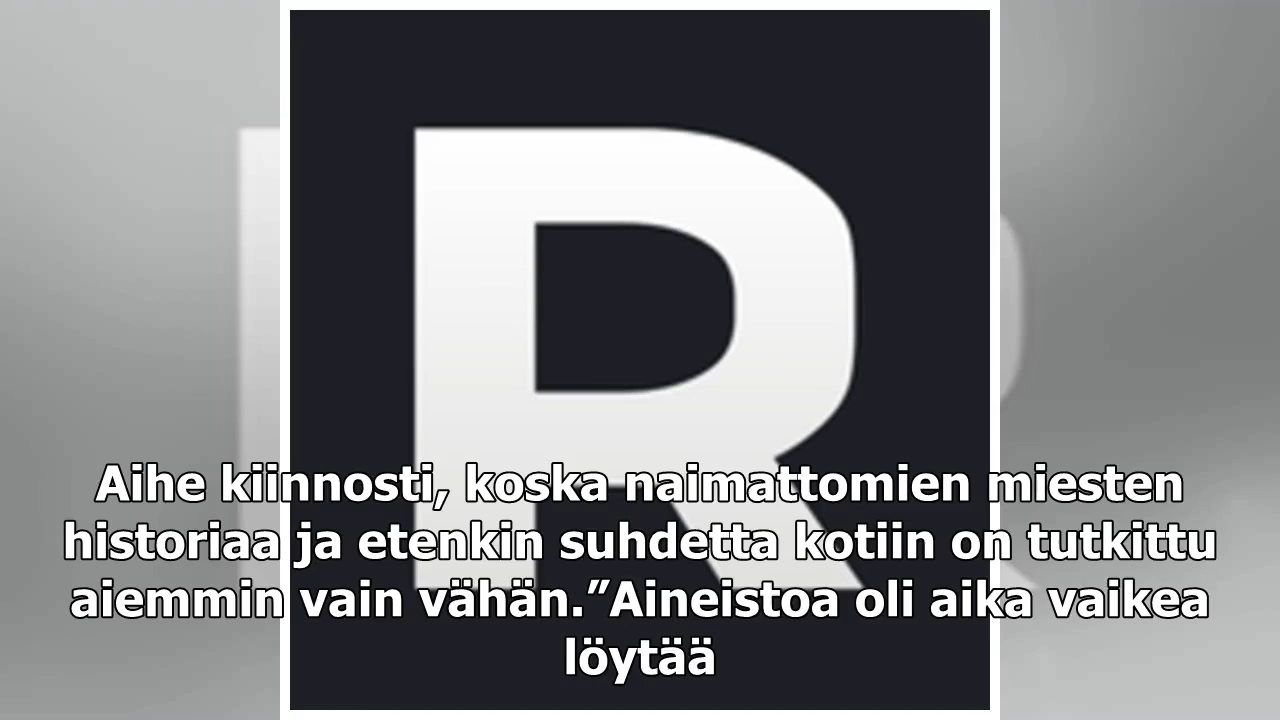 R
Aihe kiinnosti, koska naimattomien miesten
historiaa ja etenkin suhdetta kotiin on tutkittu
aiemmin vain vähän.”Aineistoa oli aika vaikea
löytää